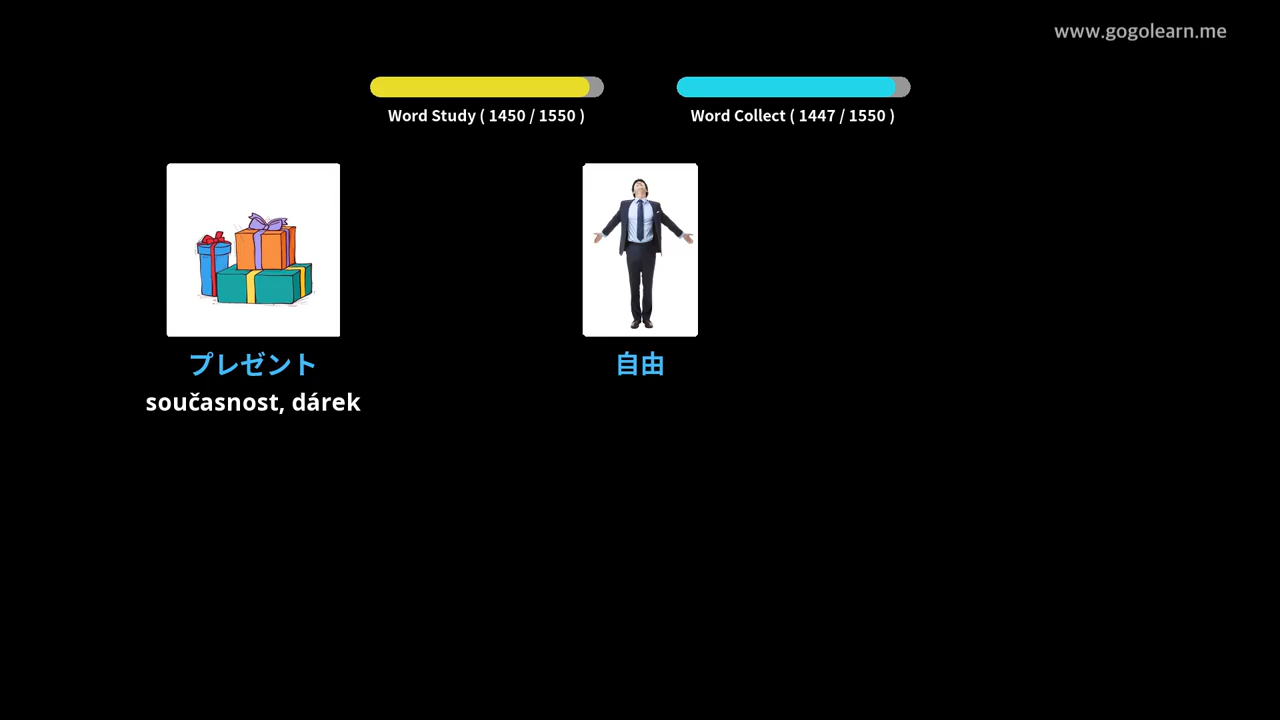 www.gogolearn.me
Word Study ( 1450 / 1550 )
Word Collect ( 1447 / 1550 )
プレゼント
自由
současnost, dárek